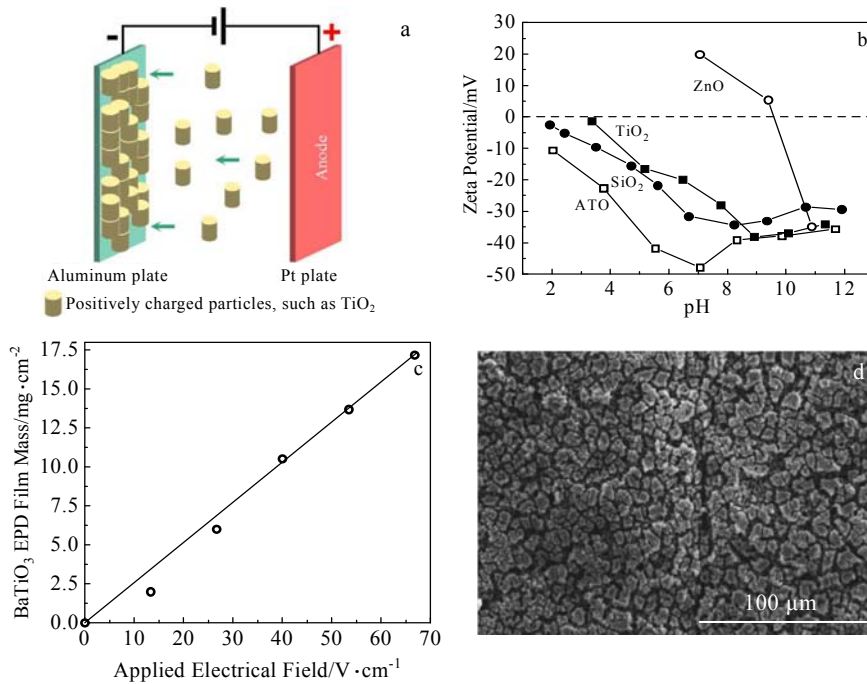 - +
a
Anode
Aluminum plate Pt plate
Positively charged particles, such as TiO₂
b
Zeta Potential/mV
20
10
0
-10
-20
-30
-40
-50
ZnO
TiO₂
SiO₂
ATO
2 4 6 8 10 12
pH
c
BaTiO₃ EPD Film Mass/mg·cm⁻²
17.5
15.0
12.5
10.0
7.5
5.0
2.5
0.0
0 10 20 30 40 50 60 70
Applied Electrical Field/V·cm⁻¹
d
100 µm